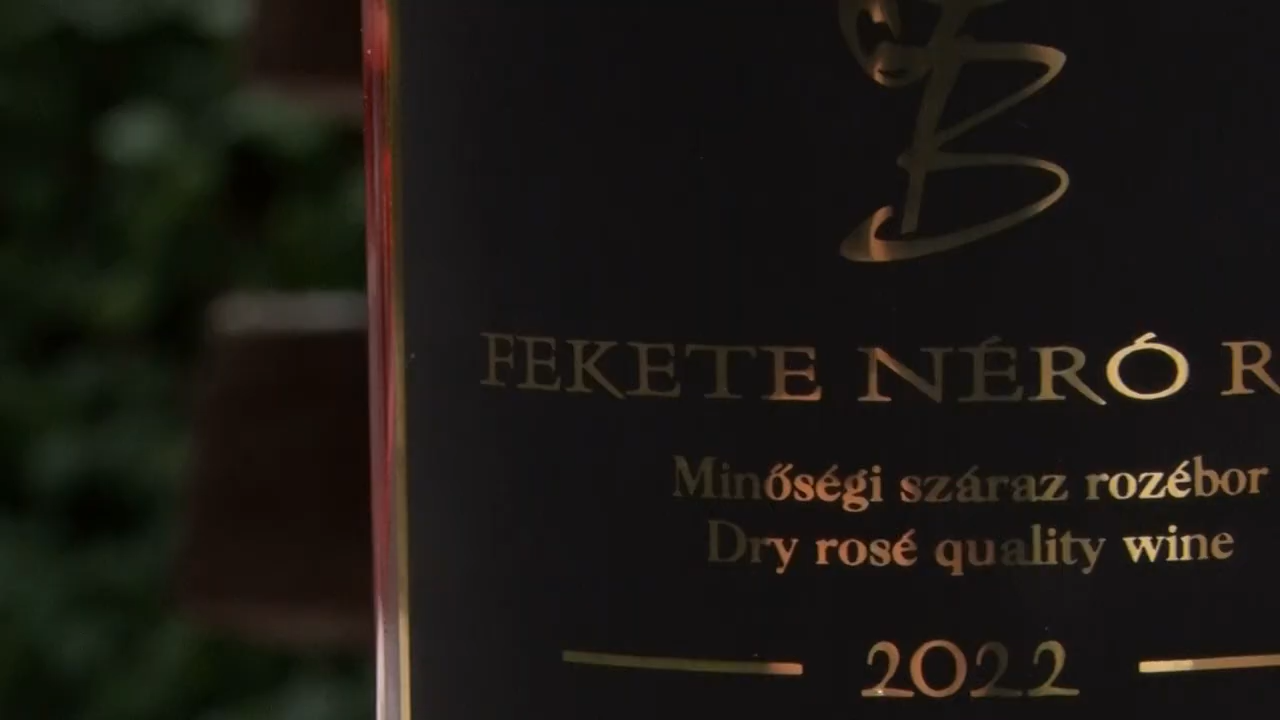 B
FEKETE NÉRÓ R
Minőségi száraz rozébor
Dry rosé quality wine
2022